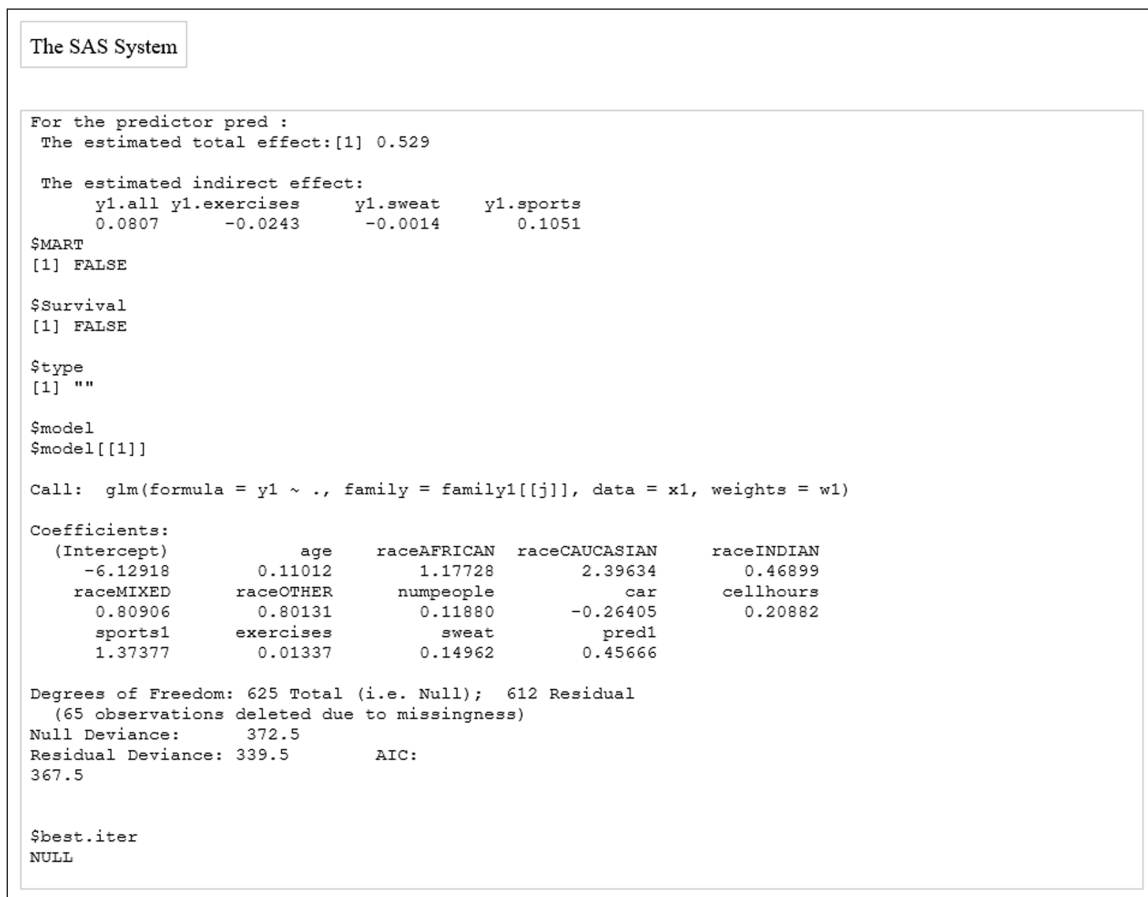 The SAS System
For the predictor pred :
 The estimated total effect:[1] 0.529
 The estimated indirect effect:
      y1.all y1.exercises     y1.sweat    y1.sports
      0.0807      -0.0243      -0.0014       0.1051
$MART
[1] FALSE
$Survival
[1] FALSE
$type
[1] ""
$model
$model[[1]]
Call:  glm(formula = y1 ~ ., family = family1[[j]], data = x1, weights = w1)
Coefficients:
  (Intercept)            age    raceAFRICAN  raceCAUCASIAN     raceINDIAN
     -6.12918        0.11012        1.17728        2.39634        0.46899
    raceMIXED      raceOTHER      numpeople            car      cellhours
      0.80906        0.80131        0.11880       -0.26405        0.20882
      sports1      exercises          sweat          pred1
      1.37377        0.01337        0.14962        0.45666
Degrees of Freedom: 625 Total (i.e. Null);  612 Residual
  (65 observations deleted due to missingness)
Null Deviance:      372.5
Residual Deviance: 339.5        AIC:
367.5
$best.iter
NULL